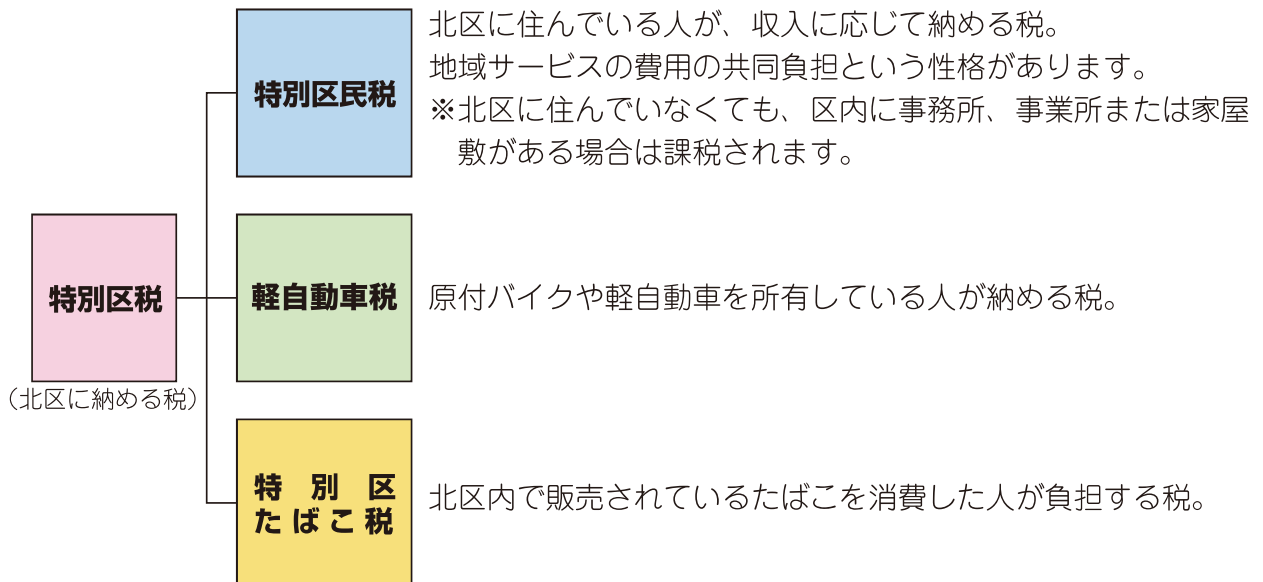 特別区税
(北区に納める税)
特別区民税
北区に住んでいる人が、収入に応じて納める税。
地域サービスの費用の共同負担という性格があります。
※北区に住んでいなくても、区内に事務所、事業所または家屋
敷がある場合は課税されます。
軽自動車税
原付バイクや軽自動車を所有している人が納める税。
特別区
たばこ税
北区内で販売されているたばこを消費した人が負担する税。